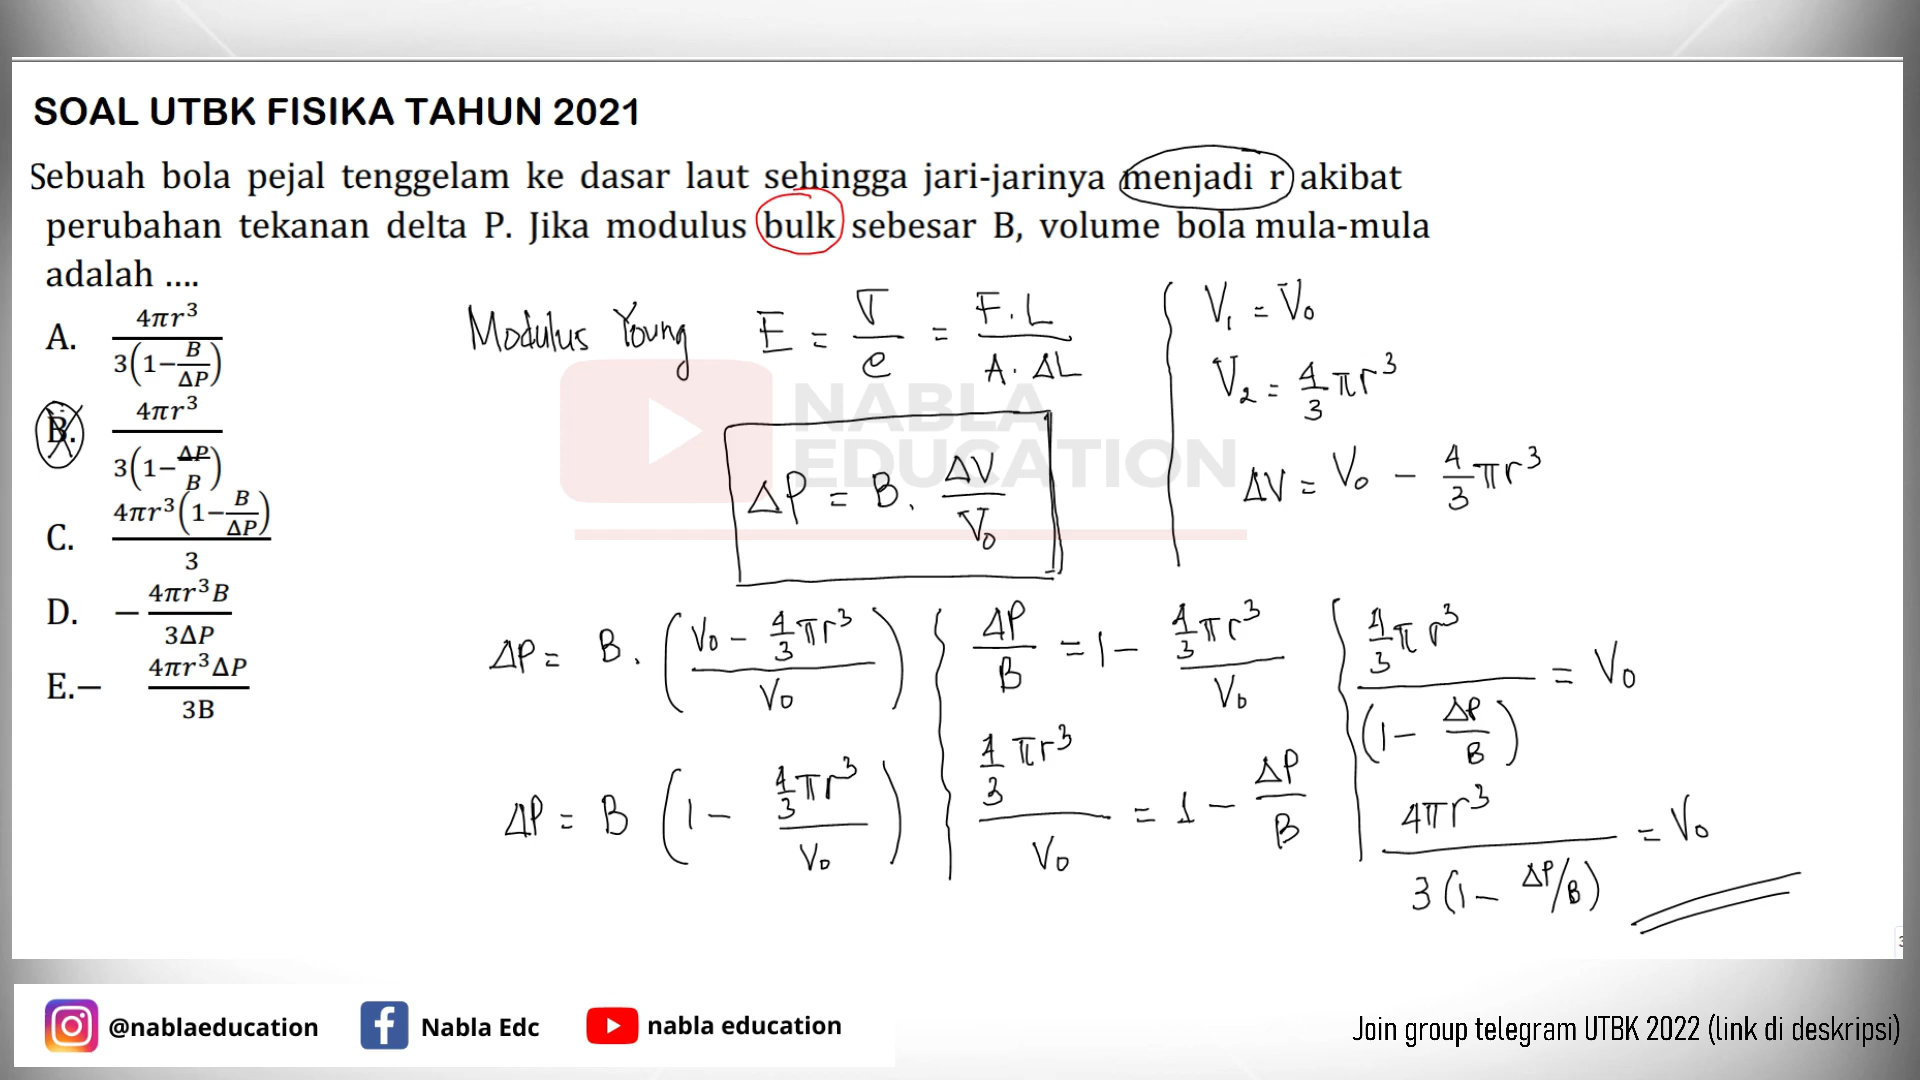 SOAL UTBK FISIKA TAHUN 2021
Sebuah bola pejal tenggelam ke dasar laut sehingga jari-jarinya menjadi r akibat
perubahan tekanan delta P. Jika modulus bulk sebesar B, volume bola mula-mula
adalah ....
A. 4πr³ / 3(1−B/ΔP)
B. 4πr³ / 3(1−ΔP/B)
C. 4πr³(1−B/ΔP) / 3
D. − 4πr³B / 3ΔP
E.− 4πr³ΔP / 3B
Modulus Young E = σ / e = F.L / A.ΔL
NABLA
EDUCATION
ΔP = B. ΔV / V₀
V₁ = V₀
V₂ = 4/3 πr³
ΔV = V₀ − 4/3 πr³
ΔP = B. (V₀ − 4/3 πr³ / V₀)
ΔP = B (1 − 4/3 πr³ / V₀)
ΔP / B = 1 − 4/3 πr³ / V₀
4/3 πr³ / V₀ = 1 − ΔP / B
4/3 πr³ / (1 − ΔP/B) = V₀
4πr³ / 3(1 − ΔP/B) = V₀
@nablaeducation
Nabla Edc
nabla education
Join group telegram UTBK 2022 (link di deskripsi)